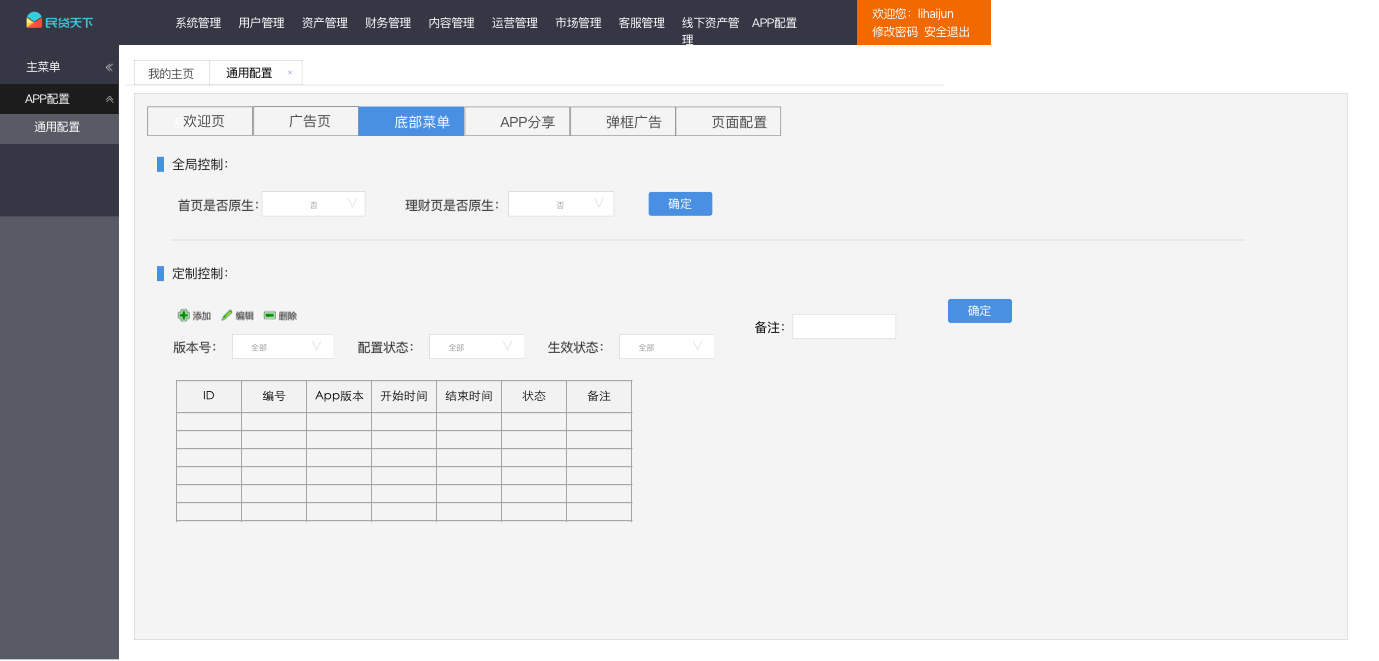 民贷天下
系统管理 用户管理 资产管理 财务管理 内容管理 运营管理 市场管理 客服管理 线下资产管理 APP配置
欢迎您：lihaijun
修改密码 安全退出
主菜单
我的主页 通用配置 ×
APP配置
通用配置
欢迎页 广告页 底部菜单 APP分享 弹框广告 页面配置
全局控制：
首页是否原生： 否 理财页是否原生： 否 确定
定制控制：
添加 编辑 删除 确定
版本号： 全部 配置状态： 全部 生效状态： 全部 备注：
ID 编号 App版本 开始时间 结束时间 状态 备注